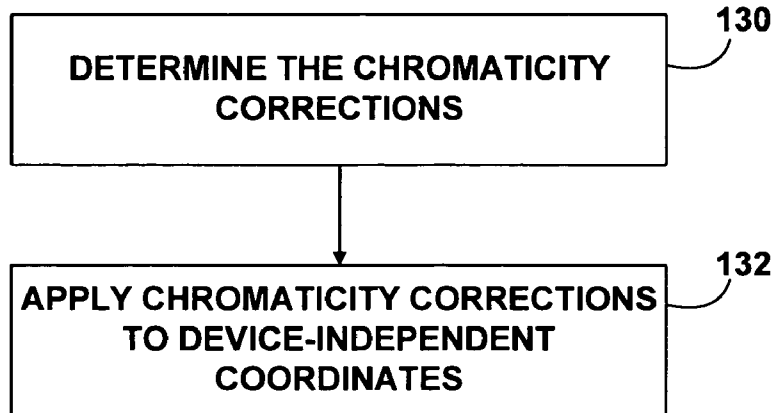 130
DETERMINE THE CHROMATICITY
CORRECTIONS
132
APPLY CHROMATICITY CORRECTIONS
TO DEVICE-INDEPENDENT
COORDINATES